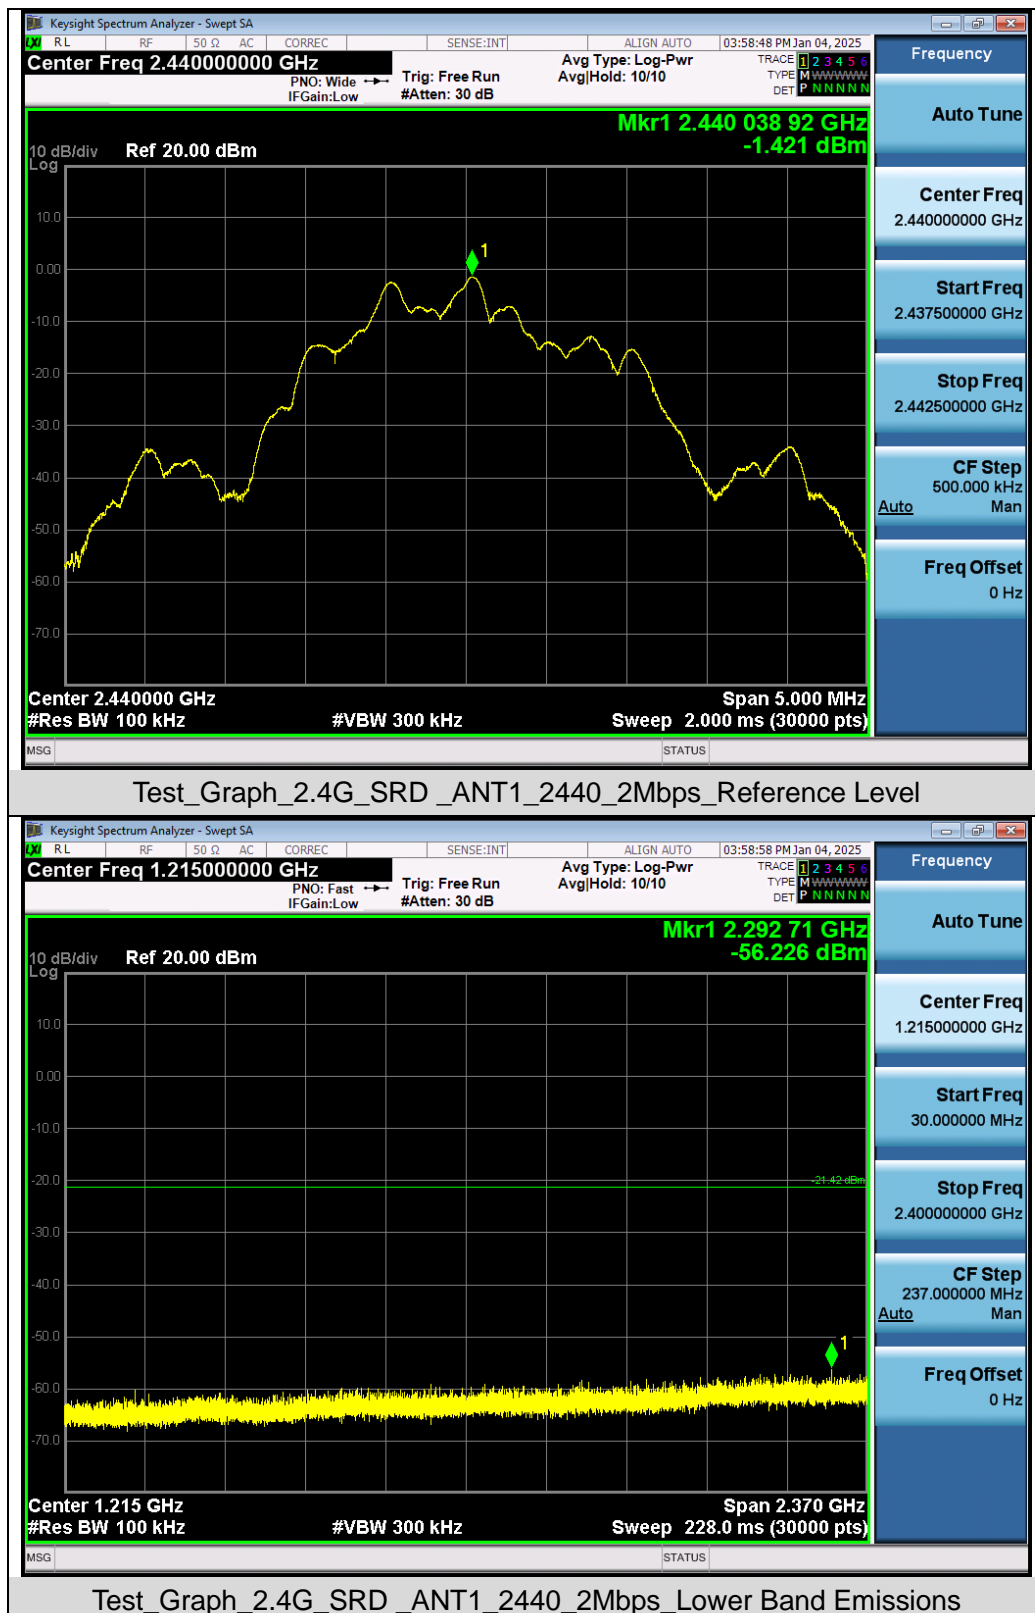 Keysight Spectrum Analyzer - Swept SA
LXI RL RF 50 Ω AC CORREC SENSE:INT ALIGN AUTO 03:58:48 PM Jan 04, 2025
Center Freq 2.440000000 GHz
PNO: Wide
IFGain:Low
Trig: Free Run
#Atten: 30 dB
Avg Type: Log-Pwr
Avg|Hold: 10/10
TRACE 1 2 3 4 5 6
TYPE M WWWWW
DET P N N N N N
Mkr1 2.440 038 92 GHz
-1.421 dBm
10 dB/div Ref 20.00 dBm
Log
1
10.0
0.00
-10.0
-20.0
-30.0
-40.0
-50.0
-60.0
-70.0
Center 2.440000 GHz Span 5.000 MHz
#Res BW 100 kHz #VBW 300 kHz Sweep 2.000 ms (30000 pts)
MSG STATUS
Frequency
Auto Tune
Center Freq
2.440000000 GHz
Start Freq
2.437500000 GHz
Stop Freq
2.442500000 GHz
CF Step
500.000 kHz
Auto Man
Freq Offset
0 Hz
Test_Graph_2.4G_SRD _ANT1_2440_2Mbps_Reference Level
Keysight Spectrum Analyzer - Swept SA
LXI RL RF 50 Ω AC CORREC SENSE:INT ALIGN AUTO 03:58:58 PM Jan 04, 2025
Center Freq 1.215000000 GHz
PNO: Fast
IFGain:Low
Trig: Free Run
#Atten: 30 dB
Avg Type: Log-Pwr
Avg|Hold: 10/10
TRACE 1 2 3 4 5 6
TYPE M WWWWW
DET P N N N N N
Mkr1 2.292 71 GHz
-56.226 dBm
10 dB/div Ref 20.00 dBm
Log
10.0
0.00
-10.0
-20.0
-21.42 dBm
-30.0
-40.0
-50.0
1
-60.0
-70.0
Center 1.215 GHz Span 2.370 GHz
#Res BW 100 kHz #VBW 300 kHz Sweep 228.0 ms (30000 pts)
MSG STATUS
Frequency
Auto Tune
Center Freq
1.215000000 GHz
Start Freq
30.000000 MHz
Stop Freq
2.400000000 GHz
CF Step
237.000000 MHz
Auto Man
Freq Offset
0 Hz
Test_Graph_2.4G_SRD _ANT1_2440_2Mbps_Lower Band Emissions